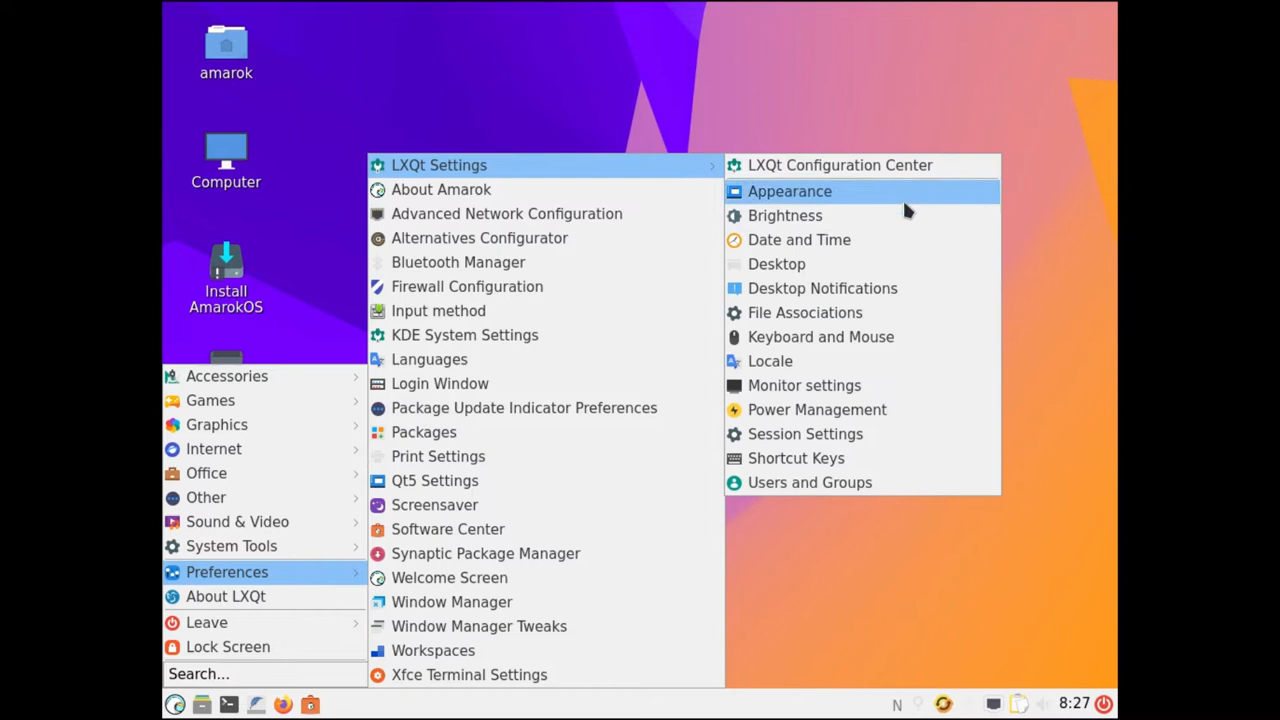 amarok
Computer
Install
AmarokOS
Accessories
Games
Graphics
Internet
Office
Other
Sound & Video
System Tools
Preferences
About LXQt
Leave
Lock Screen
Search...
LXQt Settings
About Amarok
Advanced Network Configuration
Alternatives Configurator
Bluetooth Manager
Firewall Configuration
Input method
KDE System Settings
Languages
Login Window
Package Update Indicator Preferences
Packages
Print Settings
Qt5 Settings
Screensaver
Software Center
Synaptic Package Manager
Welcome Screen
Window Manager
Window Manager Tweaks
Workspaces
Xfce Terminal Settings
LXQt Configuration Center
Appearance
Brightness
Date and Time
Desktop
Desktop Notifications
File Associations
Keyboard and Mouse
Locale
Monitor settings
Power Management
Session Settings
Shortcut Keys
Users and Groups
N
8:27